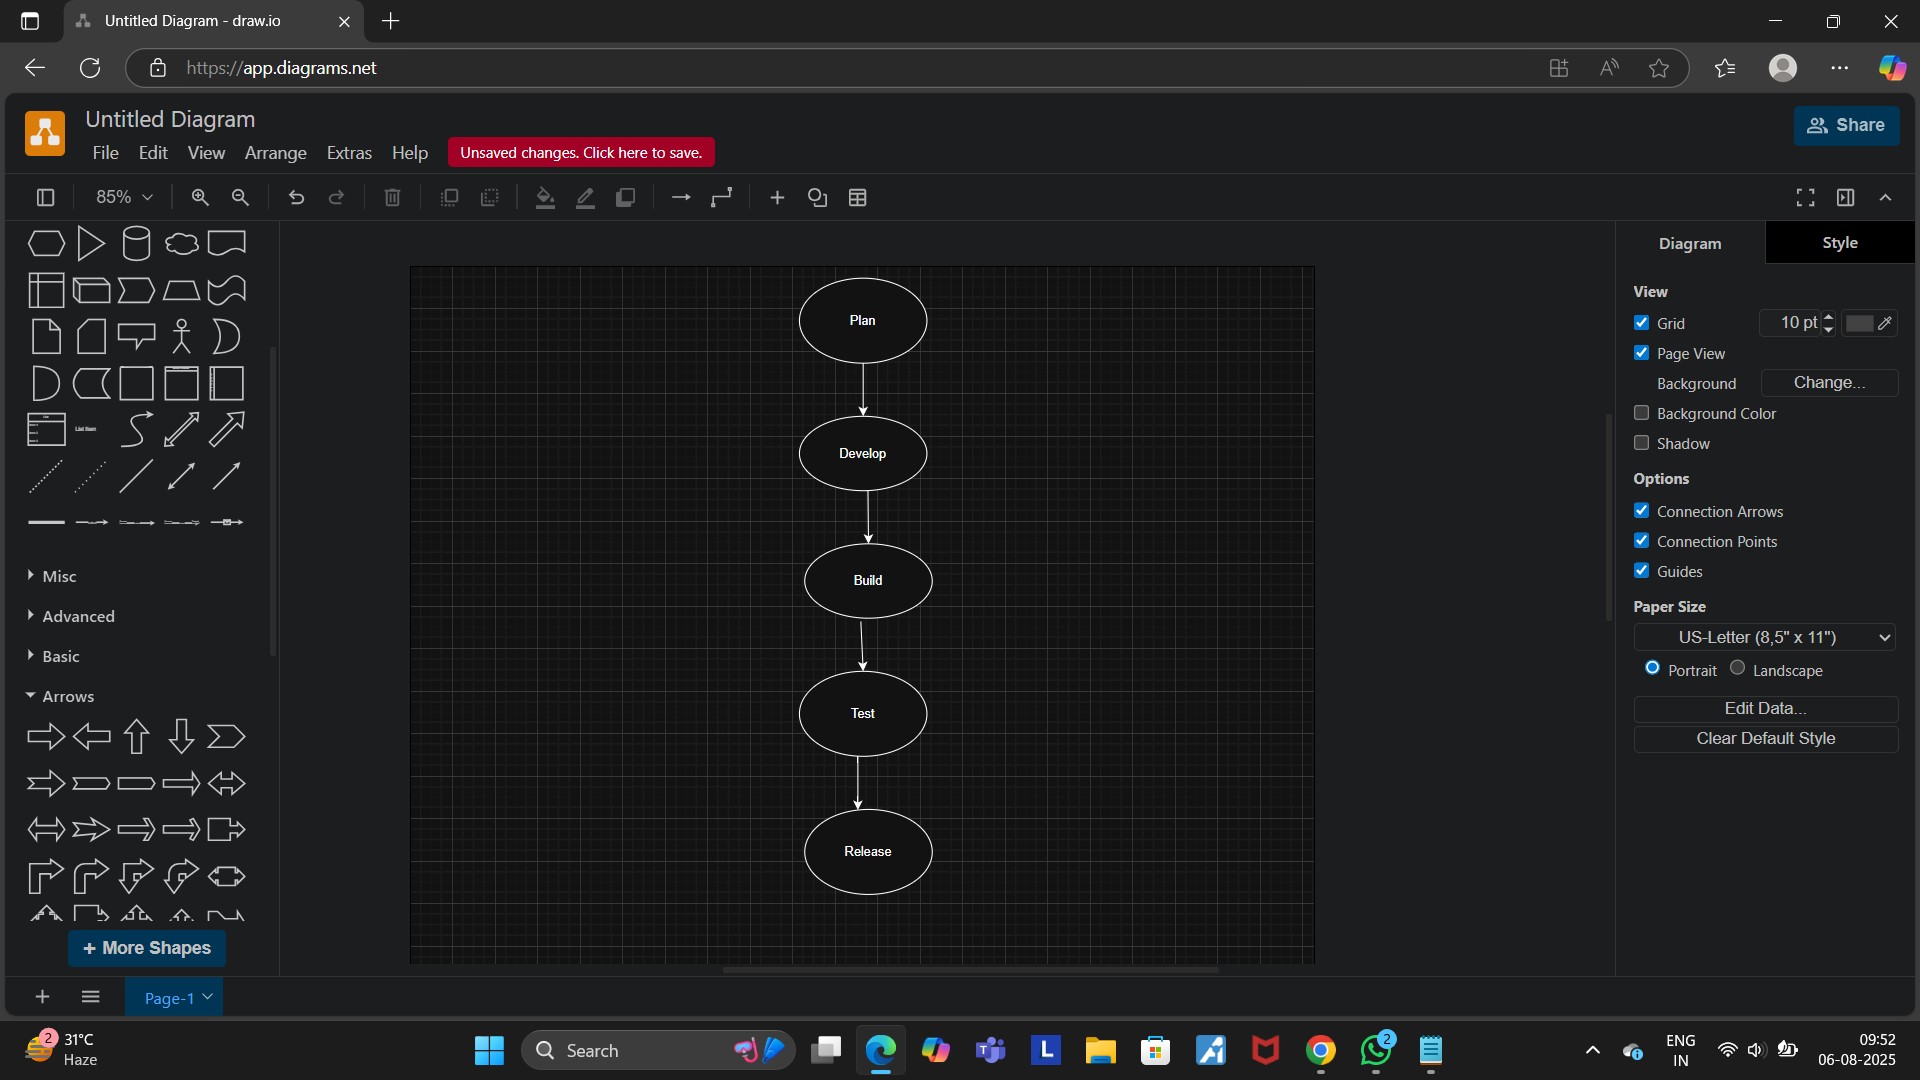 Untitled Diagram - draw.io
https://app.diagrams.net
Untitled Diagram
File Edit View Arrange Extras Help Unsaved changes. Click here to save.
Share
85%
Diagram Style
View
Grid 10 pt
Page View
Background Change...
Background Color
Shadow
Options
Connection Arrows
Connection Points
Guides
Paper Size
US-Letter (8,5" x 11")
Portrait Landscape
Edit Data...
Clear Default Style
Plan
Develop
Build
Test
Release
List Item
Misc
Advanced
Basic
Arrows
+ More Shapes
Page-1
2 31°C
Haze
Search
L
2
ENG
IN
09:52
06-08-2025